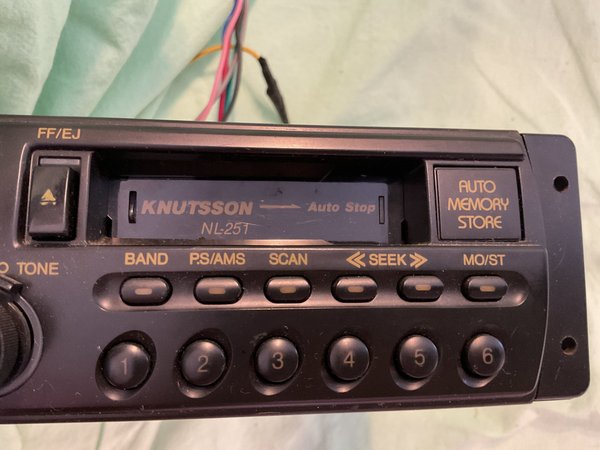 FF/EJ
KNUTSSON Auto Stop
NL-251
AUTO
MEMORY
STORE
TONE
BAND P.S/AMS SCAN SEEK MO/ST
1 2 3 4 5 6